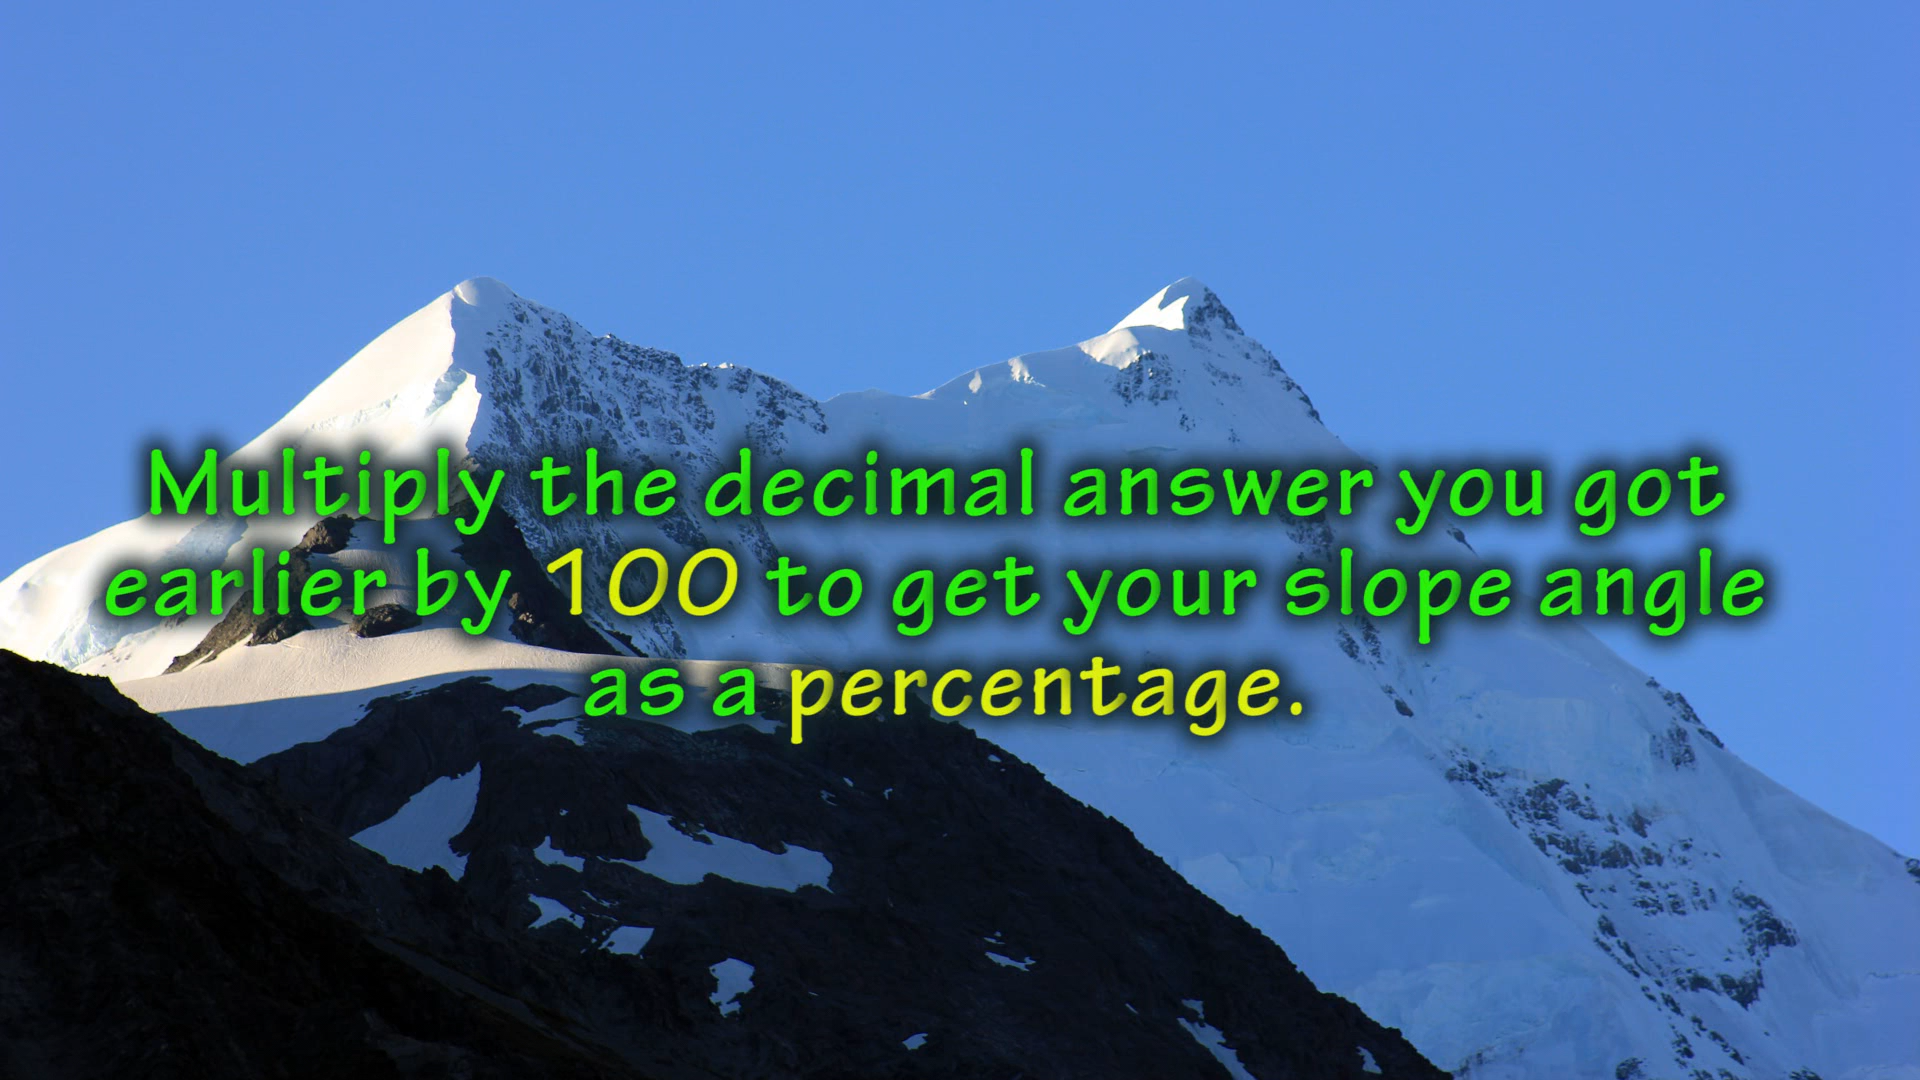 Multiply the decimal answer you got
earlier by 100 to get your slope angle
as a percentage.